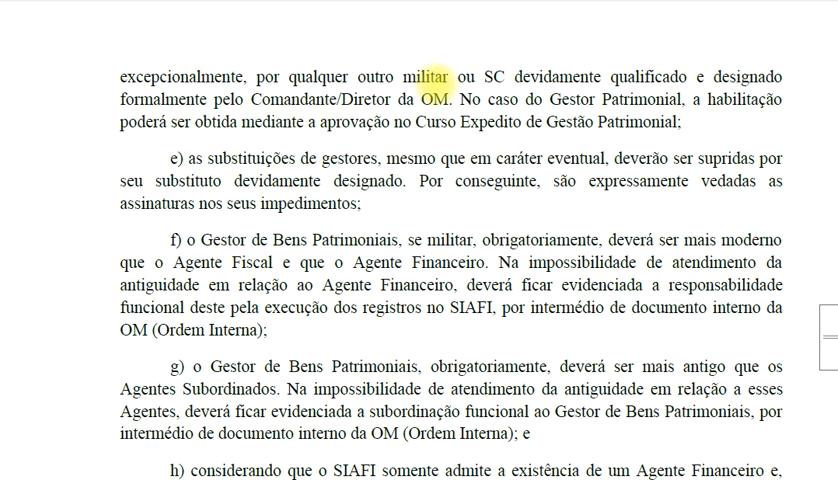 excepcionalmente, por qualquer outro militar ou SC devidamente qualificado e designado
formalmente pelo Comandante/Diretor da OM. No caso do Gestor Patrimonial, a habilitação
poderá ser obtida mediante a aprovação no Curso Expedito de Gestão Patrimonial;
e) as substituições de gestores, mesmo que em caráter eventual, deverão ser supridas por
seu substituto devidamente designado. Por conseguinte, são expressamente vedadas as
assinaturas nos seus impedimentos;
f) o Gestor de Bens Patrimoniais, se militar, obrigatoriamente, deverá ser mais moderno
que o Agente Fiscal e que o Agente Financeiro. Na impossibilidade de atendimento da
antiguidade em relação ao Agente Financeiro, deverá ficar evidenciada a responsabilidade
funcional deste pela execução dos registros no SIAFI, por intermédio de documento interno da
OM (Ordem Interna);
g) o Gestor de Bens Patrimoniais, obrigatoriamente, deverá ser mais antigo que os
Agentes Subordinados. Na impossibilidade de atendimento da antiguidade em relação a esses
Agentes, deverá ficar evidenciada a subordinação funcional ao Gestor de Bens Patrimoniais, por
intermédio de documento interno da OM (Ordem Interna); e
h) considerando que o SIAFI somente admite a existência de um Agente Financeiro e,